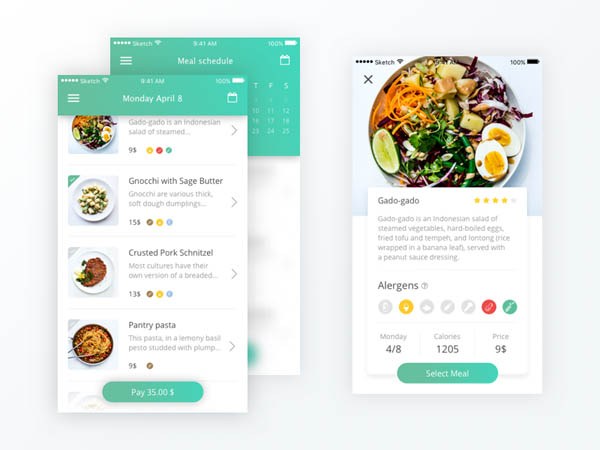 Sketch 9:41 AM 100%
Meal schedule
T F S
3 4 5
10 11 12
17 18 19
24 25 26
Sketch 9:41 AM 100%
Monday April 8
Gado-gado is an Indonesian
salad of steamed...
9$
Gnocchi with Sage Butter
Gnocchi are various thick,
soft dough dumplings...
15$
Crusted Pork Schnitzel
Most cultures have their
own version of a breaded...
13$
Pantry pasta
This pasta, in a lemony basil
pesto studded with plump...
9$
Pay 35.00 $
Sketch 9:41 AM 100%
Gado-gado
Gado-gado is an Indonesian salad of
steamed vegetables, hard-boiled eggs,
fried tofu and tempeh, and lontong (rice
wrapped in a banana leaf), served with
a peanut sauce dressing.
Alergens ?
Monday Calories Price
4/8 1205 9$
Select Meal